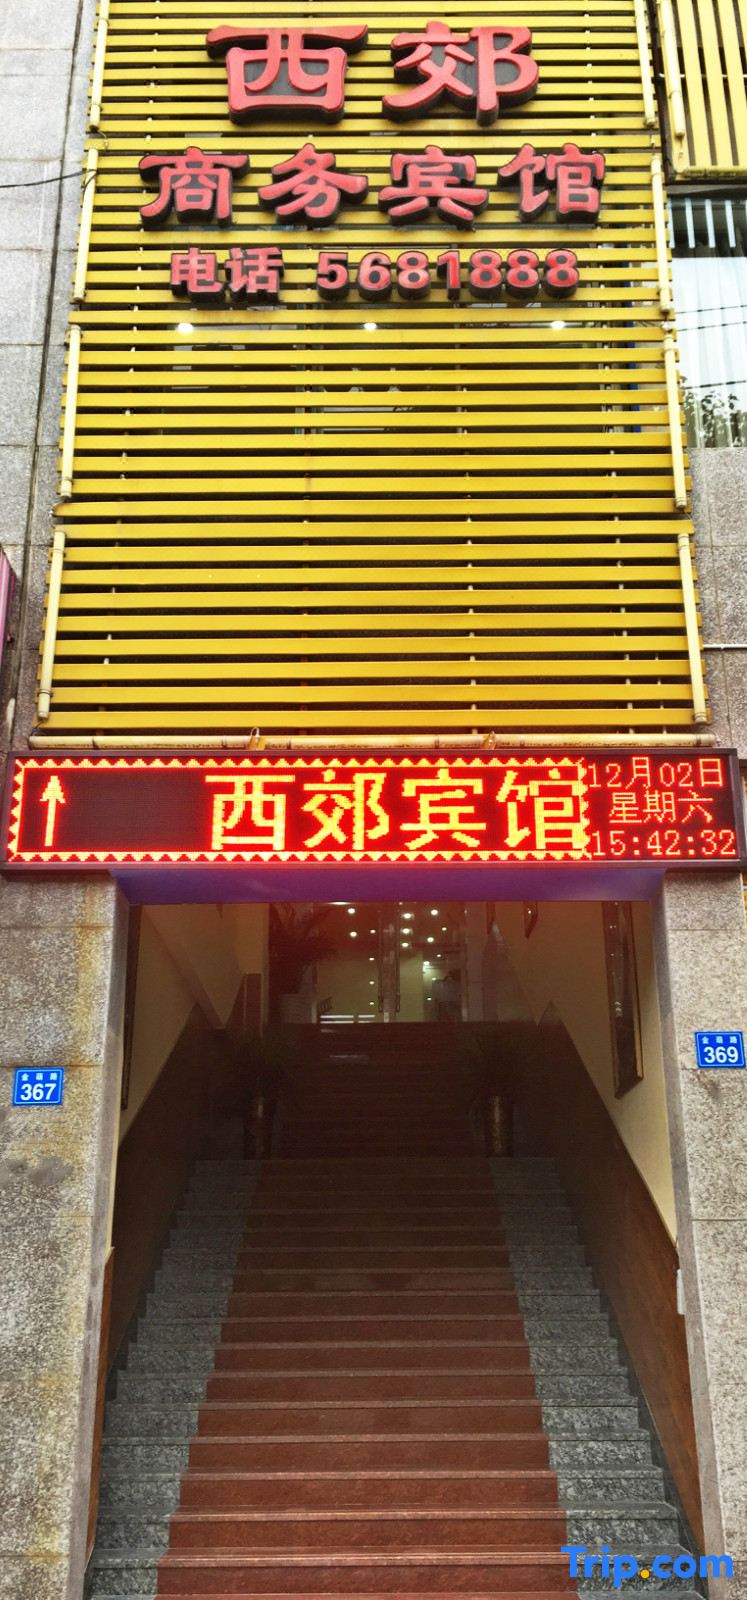 西郊
商务宾馆
电话 5681888
↑ 西郊宾馆
12月02日
星期六
15:42:32
367
369
Trip.com